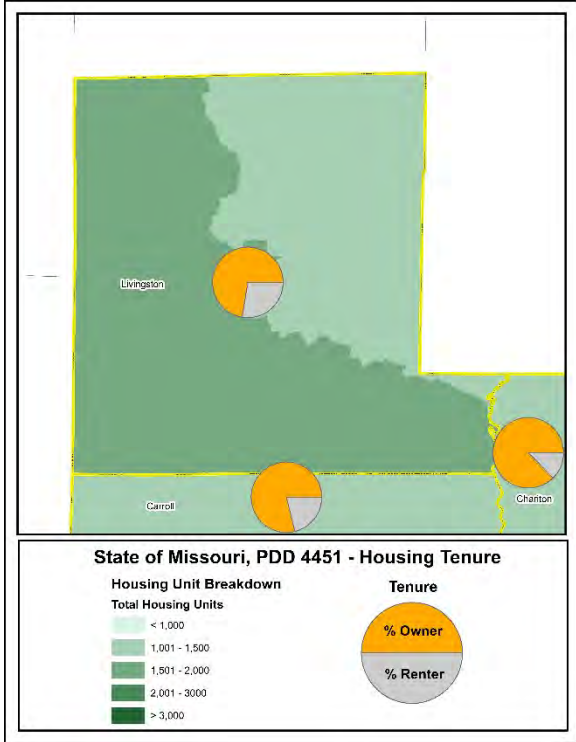 Livingston
Carroll
Chariton
State of Missouri, PDD 4451 - Housing Tenure
Housing Unit Breakdown
Total Housing Units
< 1,000
1,001 - 1,500
1,501 - 2,000
2,001 - 3000
> 3,000
Tenure
% Owner
% Renter